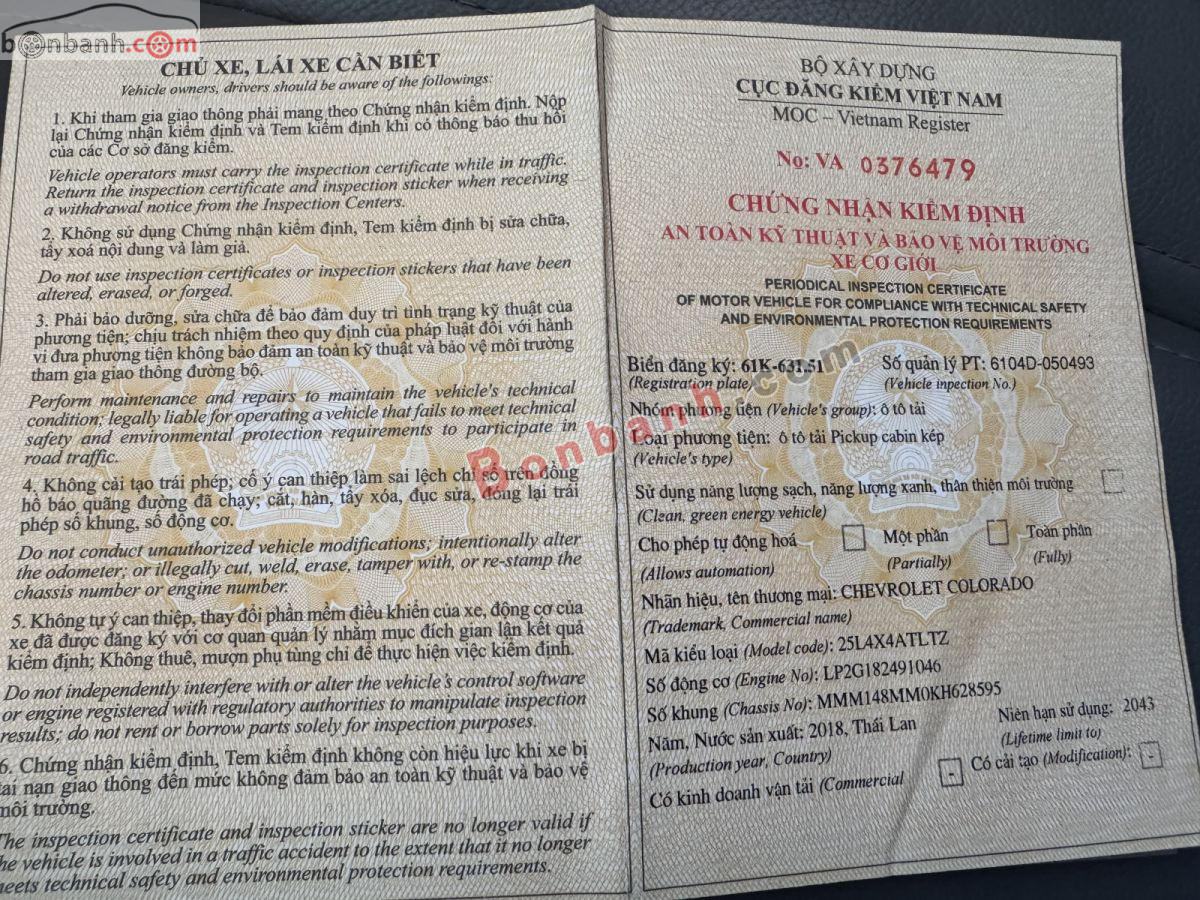 bonbanh.com
CHỦ XE, LÁI XE CẦN BIẾT
Vehicle owners, drivers should be aware of the followings:
1. Khi tham gia giao thông phải mang theo Chứng nhận kiểm định. Nộp
lại Chứng nhận kiểm định và Tem kiểm định khi có thông báo thu hồi
của các Cơ sở đăng kiểm.
Vehicle operators must carry the inspection certificate while in traffic.
Return the inspection certificate and inspection sticker when receiving
a withdrawal notice from the Inspection Centers.
2. Không sử dụng Chứng nhận kiểm định, Tem kiểm định bị sửa chữa,
tẩy xoá nội dung và làm giả.
Do not use inspection certificates or inspection stickers that have been
altered, erased, or forged.
3. Phải bảo dưỡng, sửa chữa để bảo đảm duy trì tình trạng kỹ thuật của
phương tiện; chịu trách nhiệm theo quy định của pháp luật đối với hành
vi đưa phương tiện không bảo đảm an toàn kỹ thuật và bảo vệ môi trường
tham gia giao thông đường bộ.
Perform maintenance and repairs to maintain the vehicle's technical
condition; legally liable for operating a vehicle that fails to meet technical
safety and environmental protection requirements to participate in
road traffic.
4. Không cải tạo trái phép; cố ý can thiệp làm sai lệch chỉ số trên đồng
hồ báo quãng đường đã chạy; cắt, hàn, tẩy xóa, đục sửa, đóng lại trái
phép số khung, số động cơ.
Do not conduct unauthorized vehicle modifications; intentionally alter
the odometer; or illegally cut, weld, erase, tamper with, or re-stamp the
chassis number or engine number.
5. Không tự ý can thiệp, thay đổi phần mềm điều khiển của xe, động cơ của
xe đã được đăng ký với cơ quan quản lý nhằm mục đích gian lận kết quả
kiểm định; Không thuê, mượn phụ tùng chỉ để thực hiện việc kiểm định.
Do not independently interfere with or alter the vehicle's control software
or engine registered with regulatory authorities to manipulate inspection
results; do not rent or borrow parts solely for inspection purposes.
6. Chứng nhận kiểm định, Tem kiểm định không còn hiệu lực khi xe bị
tai nạn giao thông đến mức không đảm bảo an toàn kỹ thuật và bảo vệ
môi trường.
The inspection certificate and inspection sticker are no longer valid if
the vehicle is involved in a traffic accident to the extent that it no longer
meets technical safety and environmental protection requirements.
BỘ XÂY DỰNG
CỤC ĐĂNG KIỂM VIỆT NAM
MOC – Vietnam Register
No: VA 0376479
CHỨNG NHẬN KIỂM ĐỊNH
AN TOÀN KỸ THUẬT VÀ BẢO VỆ MÔI TRƯỜNG
XE CƠ GIỚI
PERIODICAL INSPECTION CERTIFICATE
OF MOTOR VEHICLE FOR COMPLIANCE WITH TECHNICAL SAFETY
AND ENVIRONMENTAL PROTECTION REQUIREMENTS
Biển đăng ký: 61K-631.51 Số quản lý PT: 6104D-050493
(Registration plate) (Vehicle inpection No.)
Nhóm phương tiện (Vehicle's group): ô tô tải
Loại phương tiện: ô tô tải Pickup cabin kép
(Vehicle's type)
Sử dụng năng lượng sạch, năng lượng xanh, thân thiện môi trường
(Clean, green energy vehicle)
Cho phép tự động hoá Một phần Toàn phần
(Allows automation) (Partially) (Fully)
Nhãn hiệu, tên thương mại: CHEVROLET COLORADO
(Trademark, Commercial name)
Mã kiểu loại (Model code): 25L4X4ATLTZ
Số động cơ (Engine No): LP2G182491046
Số khung (Chassis No): MMM148MM0KH628595
Năm, Nước sản xuất: 2018, Thái Lan Niên hạn sử dụng: 2043
(Production year, Country) (Lifetime limit to)
Có kinh doanh vận tải (Commercial - Có cải tạo (Modification): -
Bonbanh.com